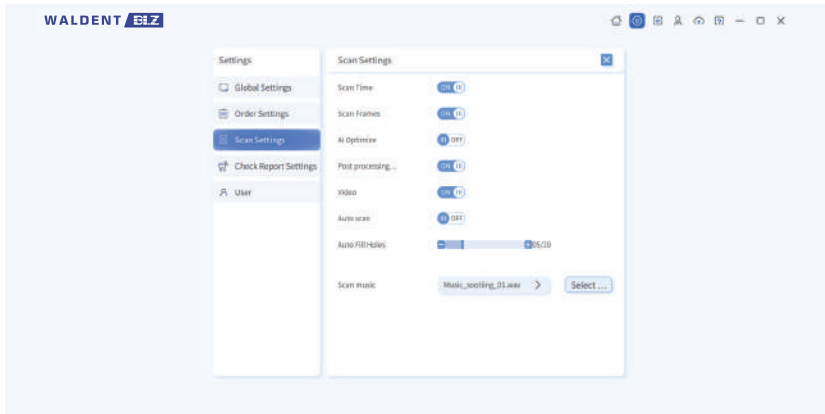 WALDENT BLZ
Settings
Global Settings
Order Settings
Scan Settings
Check Report Settings
User
Scan Settings
Scan Time ON
Scan Frames ON
Ai Optimize OFF
Post processing... ON
Video ON
Auto scan OFF
Auto Fill Holes 05/20
Scan music Music_sooling_01.wav Select ...